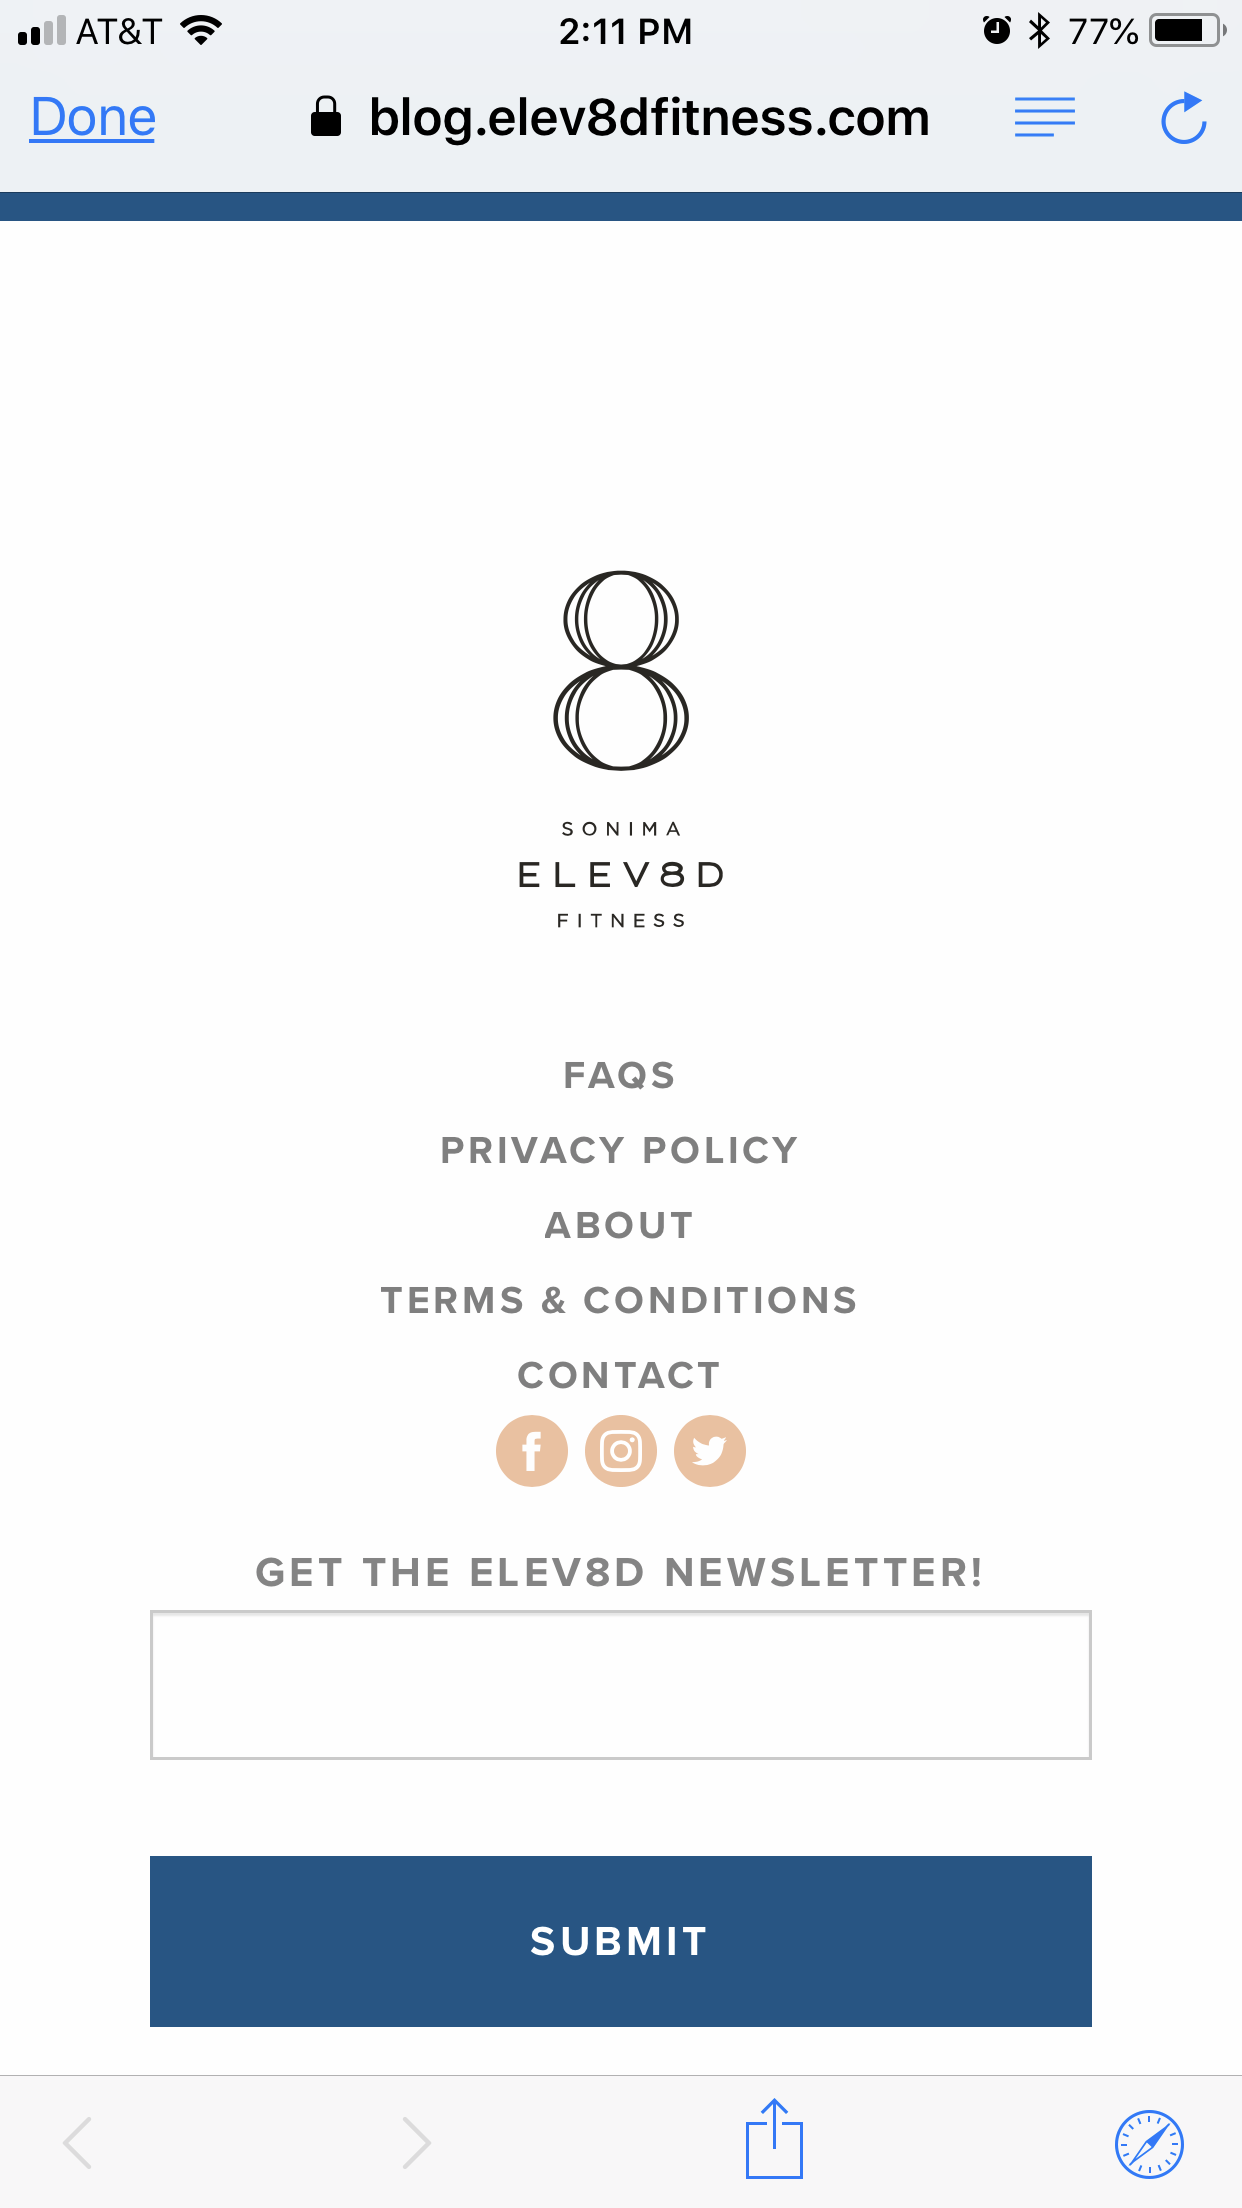 AT&T 2:11 PM 77%
Done blog.elev8dfitness.com
8
SONIMA
ELEV8D
FITNESS
FAQS
PRIVACY POLICY
ABOUT
TERMS & CONDITIONS
CONTACT
GET THE ELEV8D NEWSLETTER!
SUBMIT